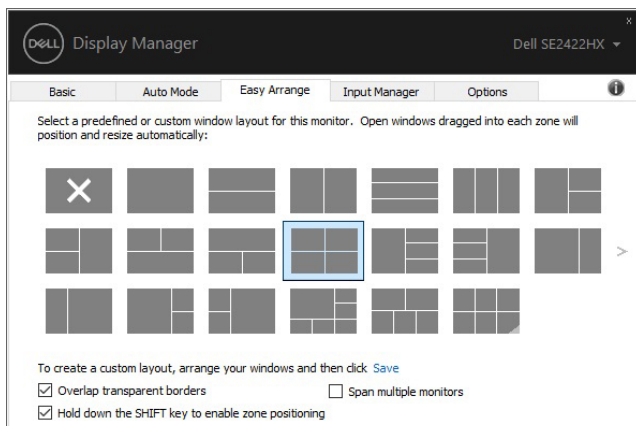 DELL Display Manager Dell SE2422HX
Basic Auto Mode Easy Arrange Input Manager Options
Select a predefined or custom window layout for this monitor. Open windows dragged into each zone will
position and resize automatically:
To create a custom layout, arrange your windows and then click Save
Overlap transparent borders Span multiple monitors
Hold down the SHIFT key to enable zone positioning